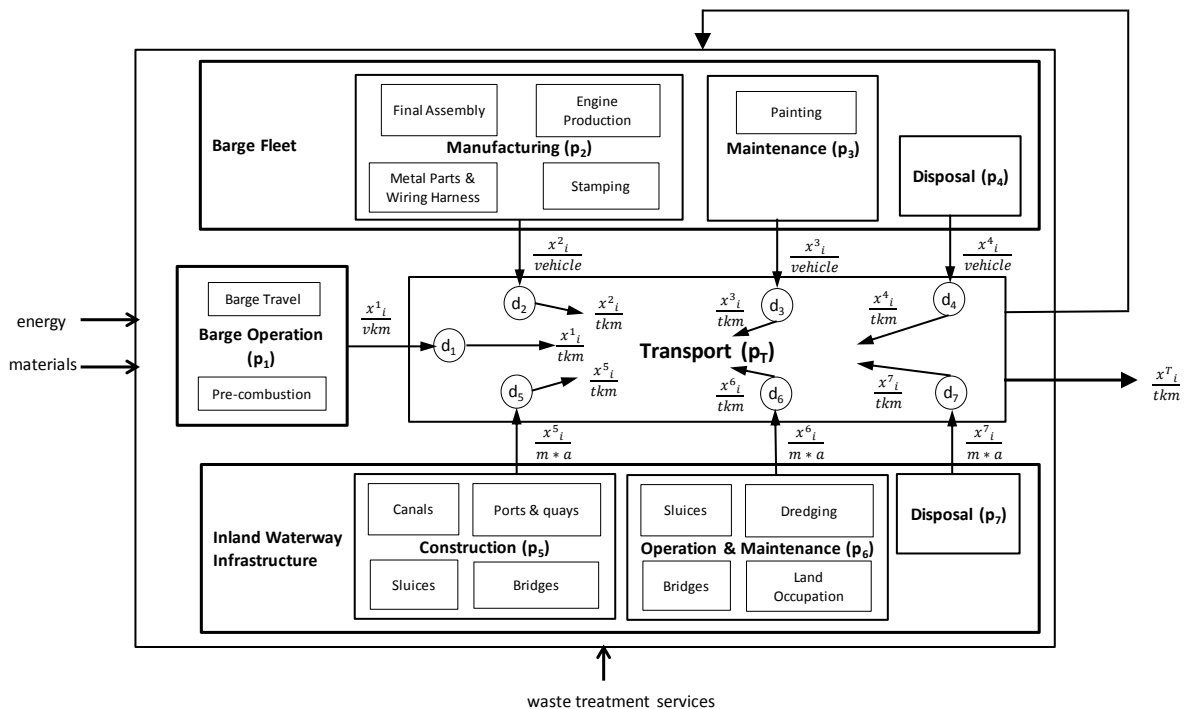 Final Assembly
Engine
Production
Manufacturing (p₂)
Metal Parts &
Wiring Harness
Stamping
Painting
Maintenance (p₃)
Disposal (p₄)
Barge Fleet
x²ᵢ
vehicle
x³ᵢ
vehicle
x⁴ᵢ
vehicle
Barge Travel
Barge Operation
(p₁)
Pre-combustion
energy
materials
x¹ᵢ
vkm
d₂
x²ᵢ
tkm
d₁
x¹ᵢ
tkm
d₅
x⁵ᵢ
tkm
x³ᵢ
tkm
d₃
x⁴ᵢ
tkm
d₄
Transport (p_T)
x⁶ᵢ
tkm
d₆
x⁷ᵢ
tkm
d₇
xᵀᵢ
tkm
x⁵ᵢ
m * a
x⁶ᵢ
m * a
x⁷ᵢ
m * a
Inland Waterway
Infrastructure
Canals
Ports & quays
Construction (p₅)
Sluices
Bridges
Sluices
Dredging
Operation & Maintenance (p₆)
Bridges
Land
Occupation
Disposal (p₇)
waste treatment services